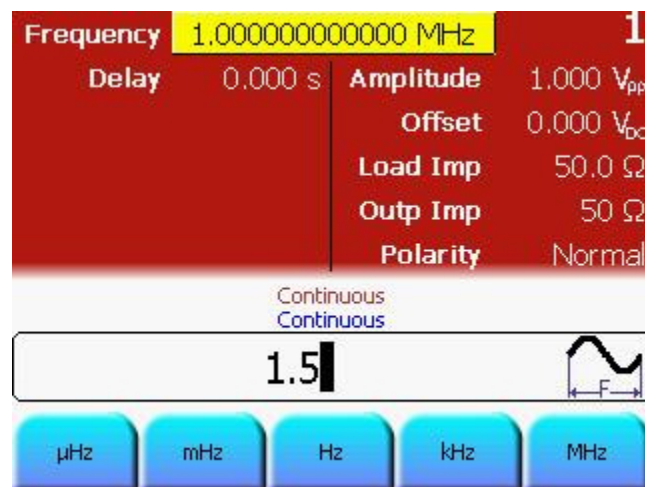 Frequency 1.000000000000 MHz 1
Delay 0.000 s Amplitude 1.000 Vpp
Offset 0.000 VDC
Load Imp 50.0 Ω
Outp Imp 50 Ω
Polarity Normal
Continuous
Continuous
1.5
F
µHz mHz Hz kHz MHz